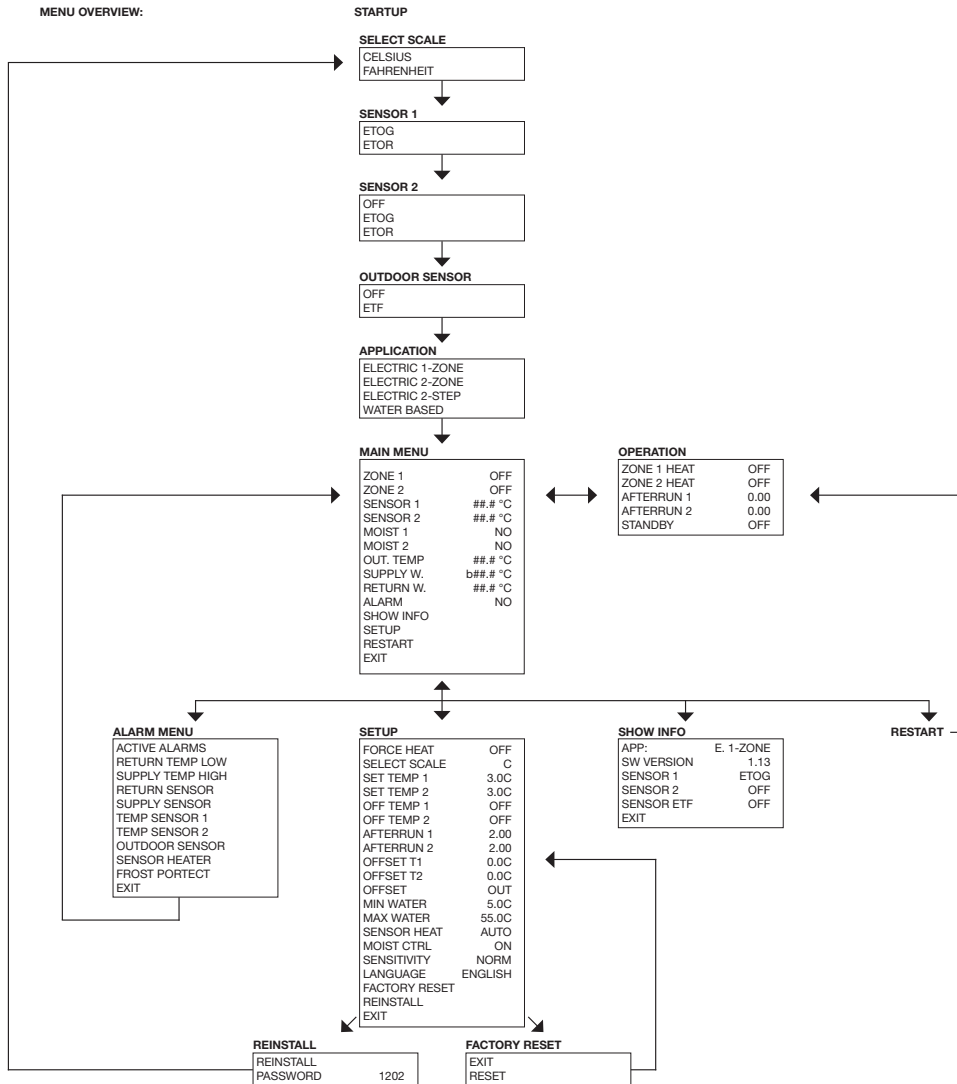 MENU OVERVIEW:
STARTUP
SELECT SCALE
CELSIUS
FAHRENHEIT
SENSOR 1
ETOG
ETOR
SENSOR 2
OFF
ETOG
ETOR
OUTDOOR SENSOR
OFF
ETF
APPLICATION
ELECTRIC 1-ZONE
ELECTRIC 2-ZONE
ELECTRIC 2-STEP
WATER BASED
MAIN MENU
ZONE 1 OFF
ZONE 2 OFF
SENSOR 1 ##.# °C
SENSOR 2 ##.# °C
MOIST 1 NO
MOIST 2 NO
OUT. TEMP ##.# °C
SUPPLY W. b##.# °C
RETURN W. ##.# °C
ALARM NO
SHOW INFO
SETUP
RESTART
EXIT
OPERATION
ZONE 1 HEAT OFF
ZONE 2 HEAT OFF
AFTERRUN 1 0.00
AFTERRUN 2 0.00
STANDBY OFF
ALARM MENU
ACTIVE ALARMS
RETURN TEMP LOW
SUPPLY TEMP HIGH
RETURN SENSOR
SUPPLY SENSOR
TEMP SENSOR 1
TEMP SENSOR 2
OUTDOOR SENSOR
SENSOR HEATER
FROST PORTECT
EXIT
SETUP
FORCE HEAT OFF
SELECT SCALE C
SET TEMP 1 3.0C
SET TEMP 2 3.0C
OFF TEMP 1 OFF
OFF TEMP 2 OFF
AFTERRUN 1 2.00
AFTERRUN 2 2.00
OFFSET T1 0.0C
OFFSET T2 0.0C
OFFSET OUT
MIN WATER 5.0C
MAX WATER 55.0C
SENSOR HEAT AUTO
MOIST CTRL ON
SENSITIVITY NORM
LANGUAGE ENGLISH
FACTORY RESET
REINSTALL
EXIT
SHOW INFO
APP: E. 1-ZONE
SW VERSION 1.13
SENSOR 1 ETOG
SENSOR 2 OFF
SENSOR ETF OFF
EXIT
RESTART
REINSTALL
REINSTALL
PASSWORD 1202
FACTORY RESET
EXIT
RESET